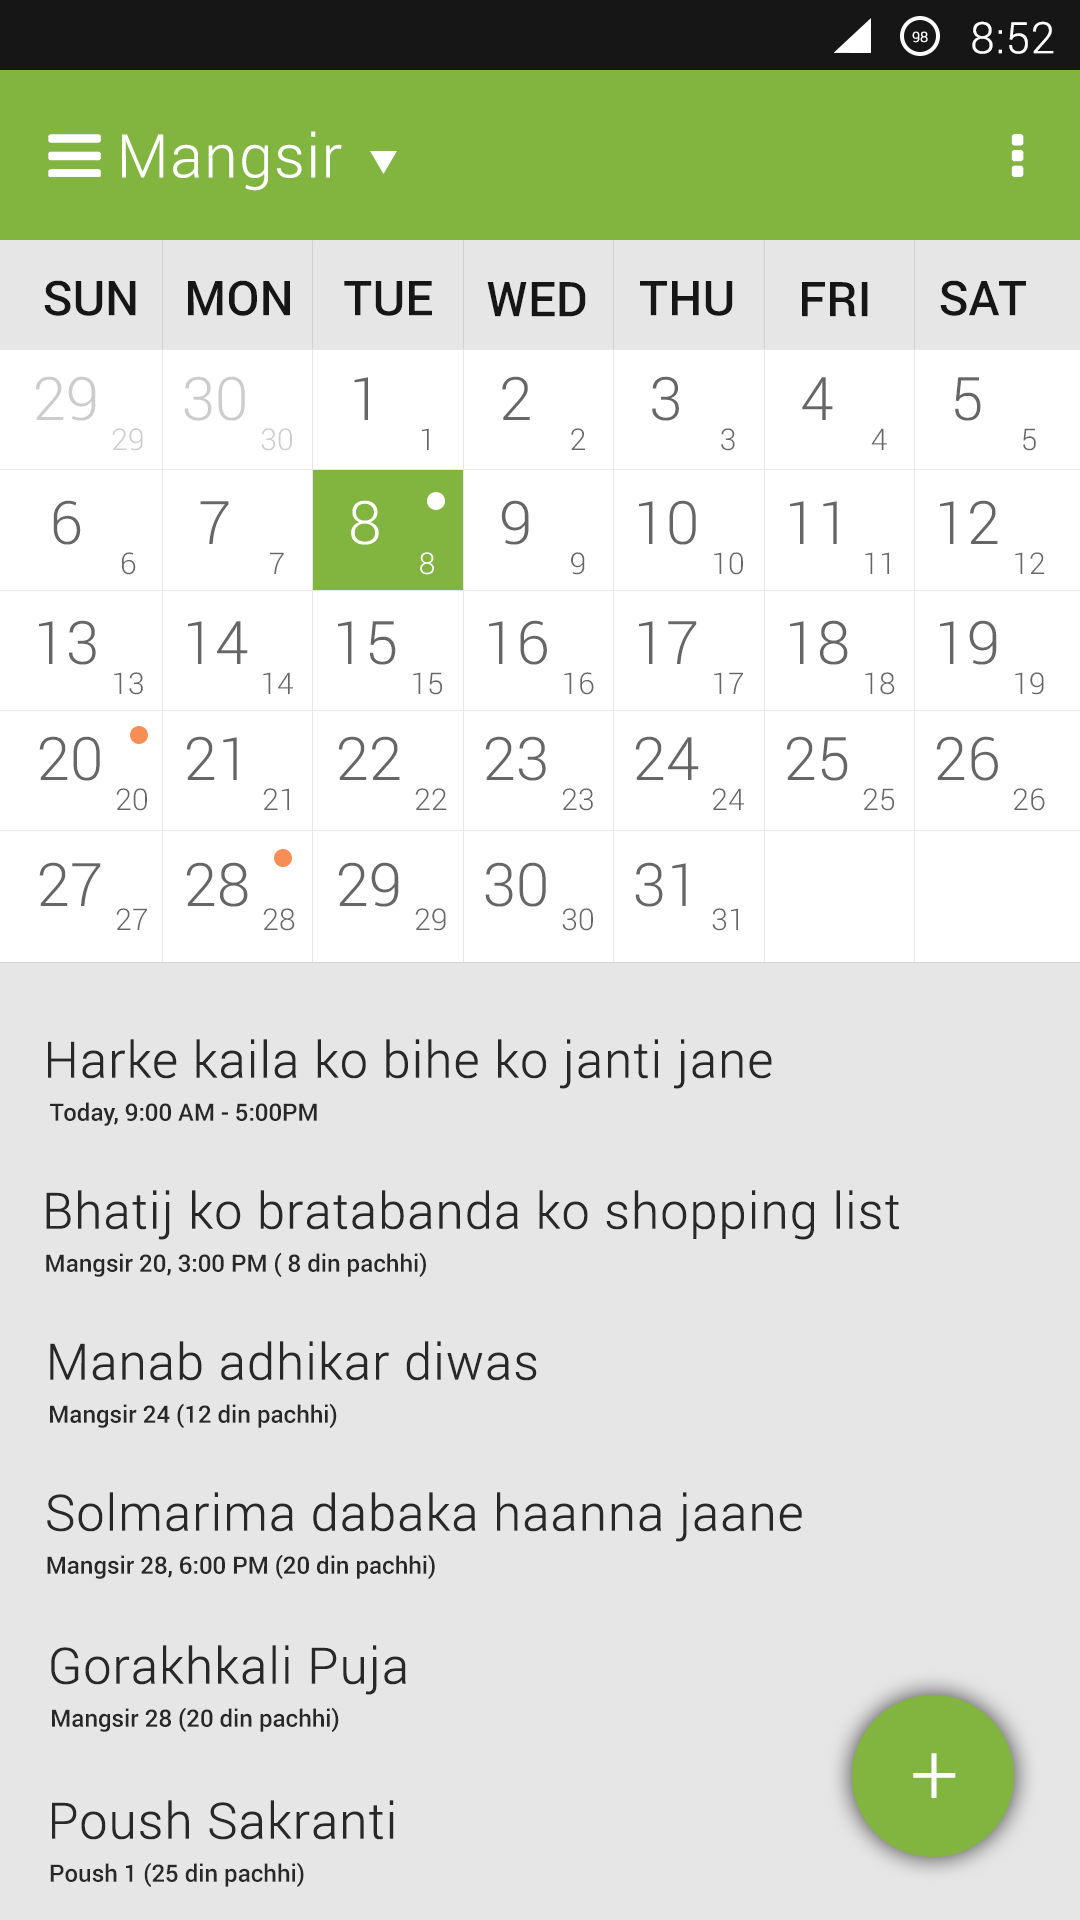 98 8:52
Mangsir
SUN MON TUE WED THU FRI SAT
29 30 1 2 3 4 5
29 30 1 2 3 4 5
6 7 8 9 10 11 12
6 7 8 9 10 11 12
13 14 15 16 17 18 19
13 14 15 16 17 18 19
20 21 22 23 24 25 26
20 21 22 23 24 25 26
27 28 29 30 31
27 28 29 30 31
Harke kaila ko bihe ko janti jane
Today, 9:00 AM - 5:00PM
Bhatij ko bratabanda ko shopping list
Mangsir 20, 3:00 PM ( 8 din pachhi)
Manab adhikar diwas
Mangsir 24 (12 din pachhi)
Solmarima dabaka haanna jaane
Mangsir 28, 6:00 PM (20 din pachhi)
Gorakhkali Puja
Mangsir 28 (20 din pachhi)
Poush Sakranti
Poush 1 (25 din pachhi)